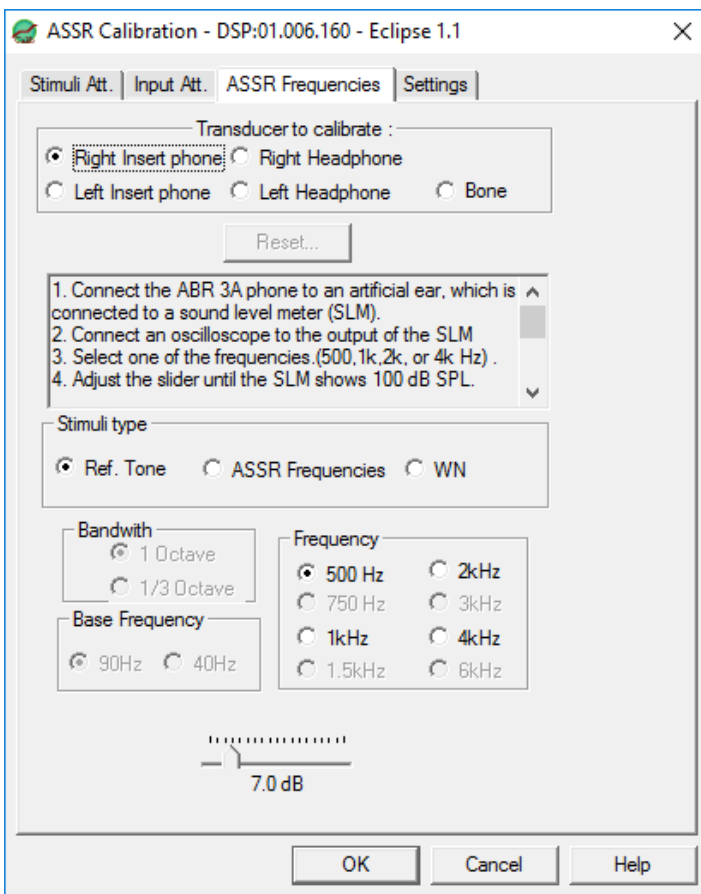 ASSR Calibration - DSP:01.006.160 - Eclipse 1.1
Stimuli Att. Input Att. ASSR Frequencies Settings
Transducer to calibrate :
Right Insert phone Right Headphone
Left Insert phone Left Headphone Bone
Reset...
1. Connect the ABR 3A phone to an artificial ear, which is
connected to a sound level meter (SLM).
2. Connect an oscilloscope to the output of the SLM
3. Select one of the frequencies.(500,1k,2k, or 4k Hz) .
4. Adjust the slider until the SLM shows 100 dB SPL.
Stimuli type
Ref. Tone ASSR Frequencies WN
Bandwith
1 Octave
1/3 Octave
Base Frequency
90Hz 40Hz
Frequency
500 Hz 2kHz
750 Hz 3kHz
1kHz 4kHz
1.5kHz 6kHz
7.0 dB
OK Cancel Help